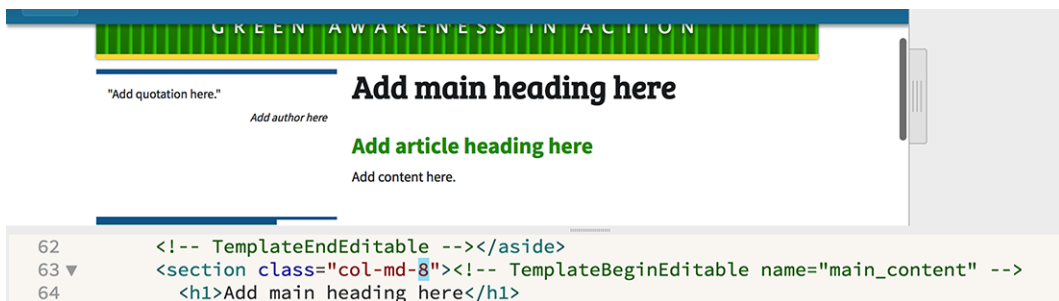 GREEN AWARENESS IN ACTION
"Add quotation here."
Add author here
Add main heading here
Add article heading here
Add content here.
62 <!-- TemplateEndEditable --></aside>
63 ▼ <section class="col-md-8"><!-- TemplateBeginEditable name="main_content" -->
64 <h1>Add main heading here</h1>